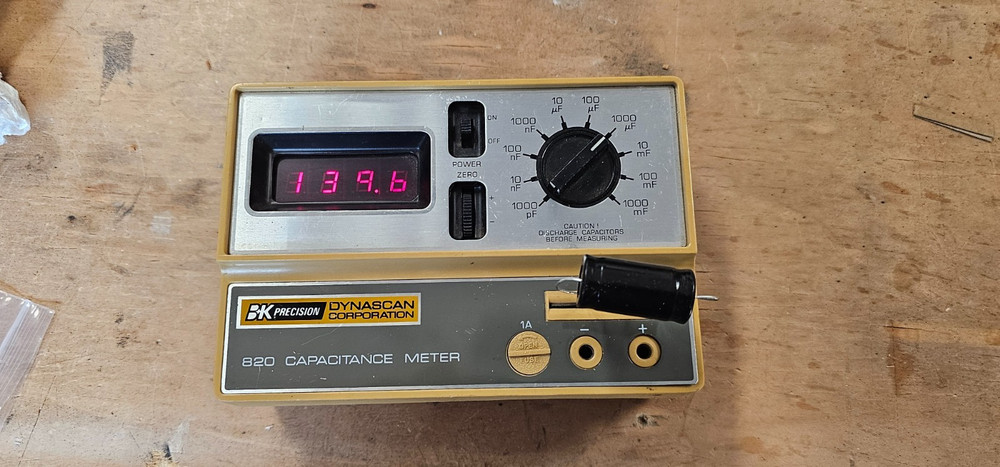 139.6
ON
OFF
POWER
ZERO
+
-
10 µF
100 µF
1000 nF
1000 µF
100 nF
10 mF
10 nF
100 mF
1000 pF
1000 mF
CAUTION!
DISCHARGE CAPACITORS
BEFORE MEASURING
B+K PRECISION
DYNASCAN
CORPORATION
1A
OPEN
FUSE
-
+
820 CAPACITANCE METER